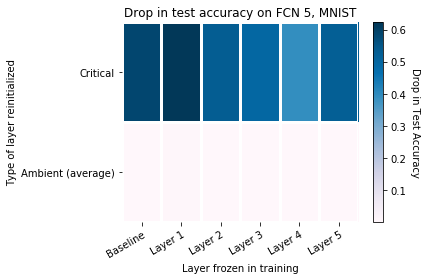 Drop in test accuracy on FCN 5, MNIST
Type of layer reinitialized
Critical
Ambient (average)
Baseline
Layer 1
Layer 2
Layer 3
Layer 4
Layer 5
Layer frozen in training
0.6
0.5
0.4
0.3
0.2
0.1
Drop in Test Accuracy